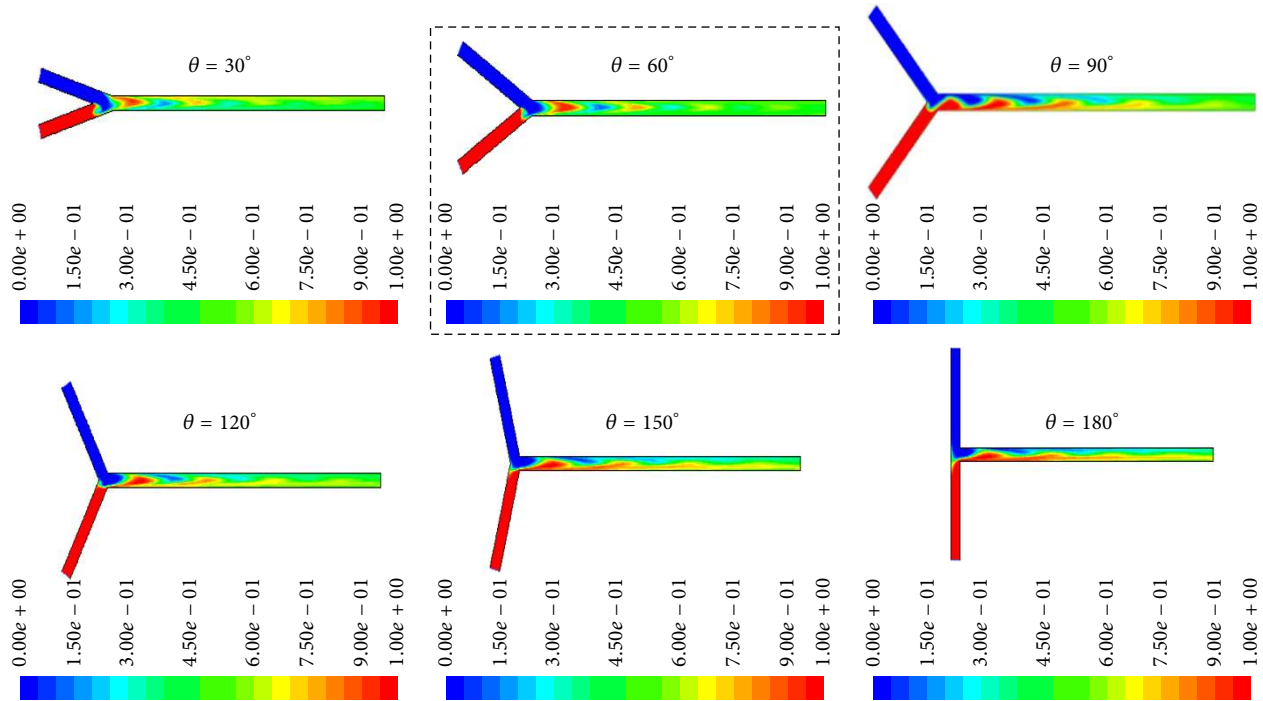 θ = 30°
θ = 60°
θ = 90°
0.00e + 00
1.50e − 01
3.00e − 01
4.50e − 01
6.00e − 01
7.50e − 01
9.00e − 01
1.00e + 00
0.00e + 00
1.50e − 01
3.00e − 01
4.50e − 01
6.00e − 01
7.50e − 01
9.00e − 01
1.00e + 00
0.00e + 00
1.50e − 01
3.00e − 01
4.50e − 01
6.00e − 01
7.50e − 01
9.00e − 01
1.00e + 00
θ = 120°
θ = 150°
θ = 180°
0.00e + 00
1.50e − 01
3.00e − 01
4.50e − 01
6.00e − 01
7.50e − 01
9.00e − 01
1.00e + 00
0.00e + 00
1.50e − 01
3.00e − 01
4.50e − 01
6.00e − 01
7.50e − 01
9.00e − 01
1.00e + 00
0.00e + 00
1.50e − 01
3.00e − 01
4.50e − 01
6.00e − 01
7.50e − 01
9.00e − 01
1.00e + 00